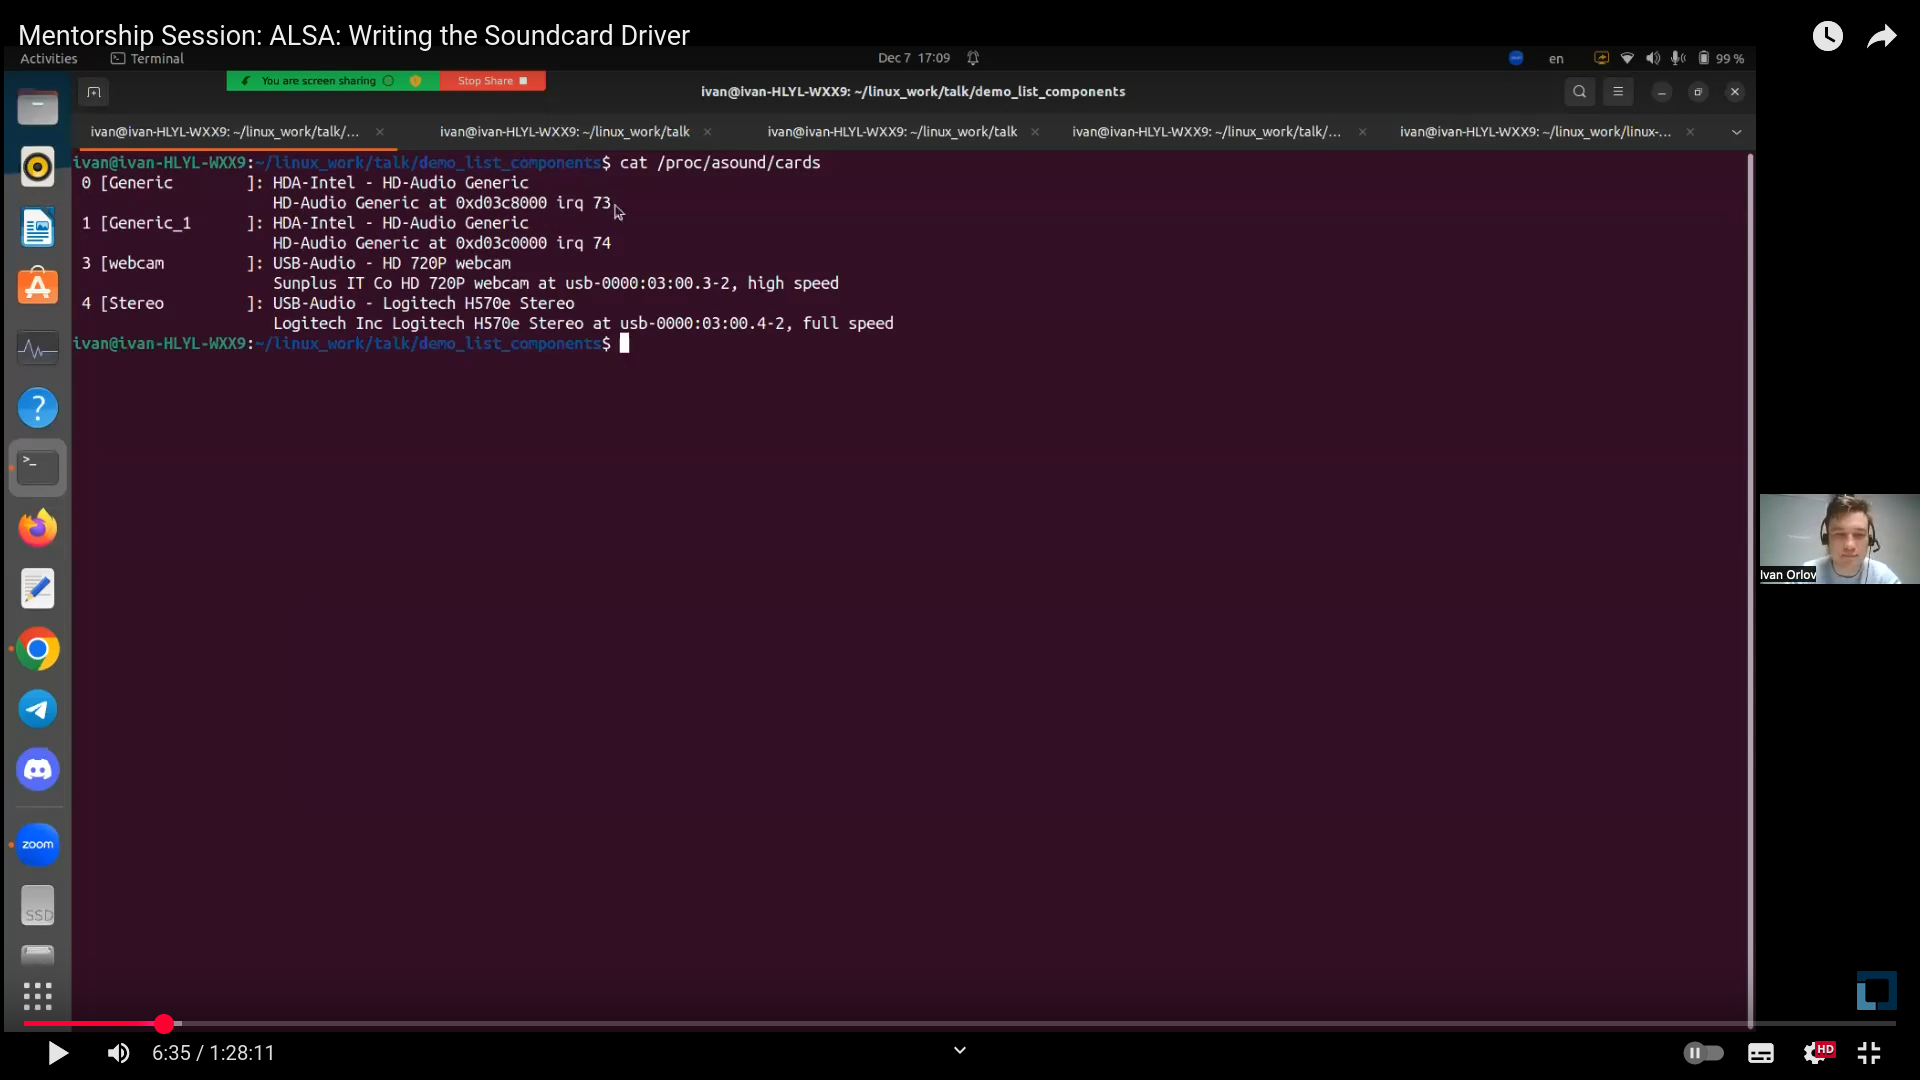 Mentorship Session: ALSA: Writing the Soundcard Driver
Activities Terminal Dec 7 17:09 en 99 %
You are screen sharing Stop Share
ivan@ivan-HLYL-WXX9: ~/linux_work/talk/demo_list_components
ivan@ivan-HLYL-WXX9: ~/linux_work/talk/... ivan@ivan-HLYL-WXX9: ~/linux_work/talk ivan@ivan-HLYL-WXX9: ~/linux_work/talk ivan@ivan-HLYL-WXX9: ~/linux_work/talk/... ivan@ivan-HLYL-WXX9: ~/linux_work/linux-...
ivan@ivan-HLYL-WXX9:~/linux_work/talk/demo_list_components$ cat /proc/asound/cards
0 [Generic ]: HDA-Intel - HD-Audio Generic
HD-Audio Generic at 0xd03c8000 irq 73
1 [Generic_1 ]: HDA-Intel - HD-Audio Generic
HD-Audio Generic at 0xd03c0000 irq 74
3 [webcam ]: USB-Audio - HD 720P webcam
Sunplus IT Co HD 720P webcam at usb-0000:03:00.3-2, high speed
4 [Stereo ]: USB-Audio - Logitech H570e Stereo
Logitech Inc Logitech H570e Stereo at usb-0000:03:00.4-2, full speed
ivan@ivan-HLYL-WXX9:~/linux_work/talk/demo_list_components$
Ivan Orlov
zoom
SSD
6:35 / 1:28:11
HD